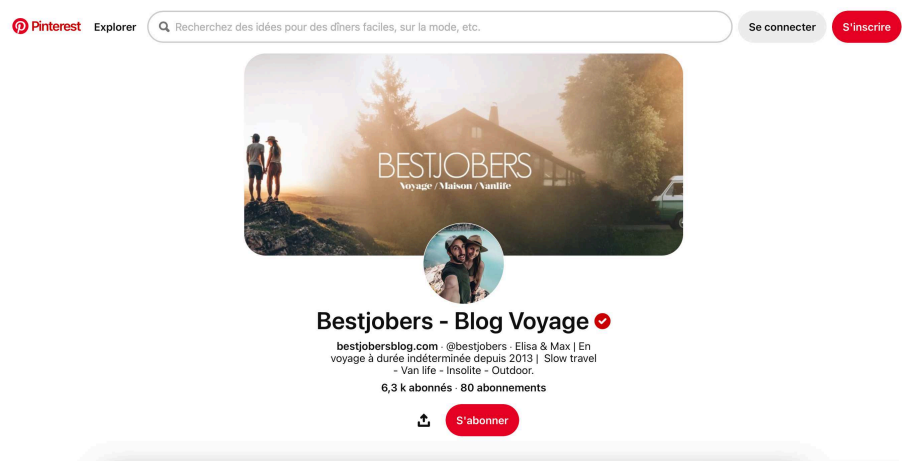 Pinterest Explorer Recherchez des idées pour des dîners faciles, sur la mode, etc. Se connecter S'inscrire
BESTJOBERS
Voyage / Maison / Vanlife
Bestjobers - Blog Voyage
bestjobersblog.com · @bestjobers · Elisa & Max | En
voyage à durée indéterminée depuis 2013 | Slow travel
- Van life - Insolite - Outdoor.
6,3 k abonnés · 80 abonnements
S'abonner